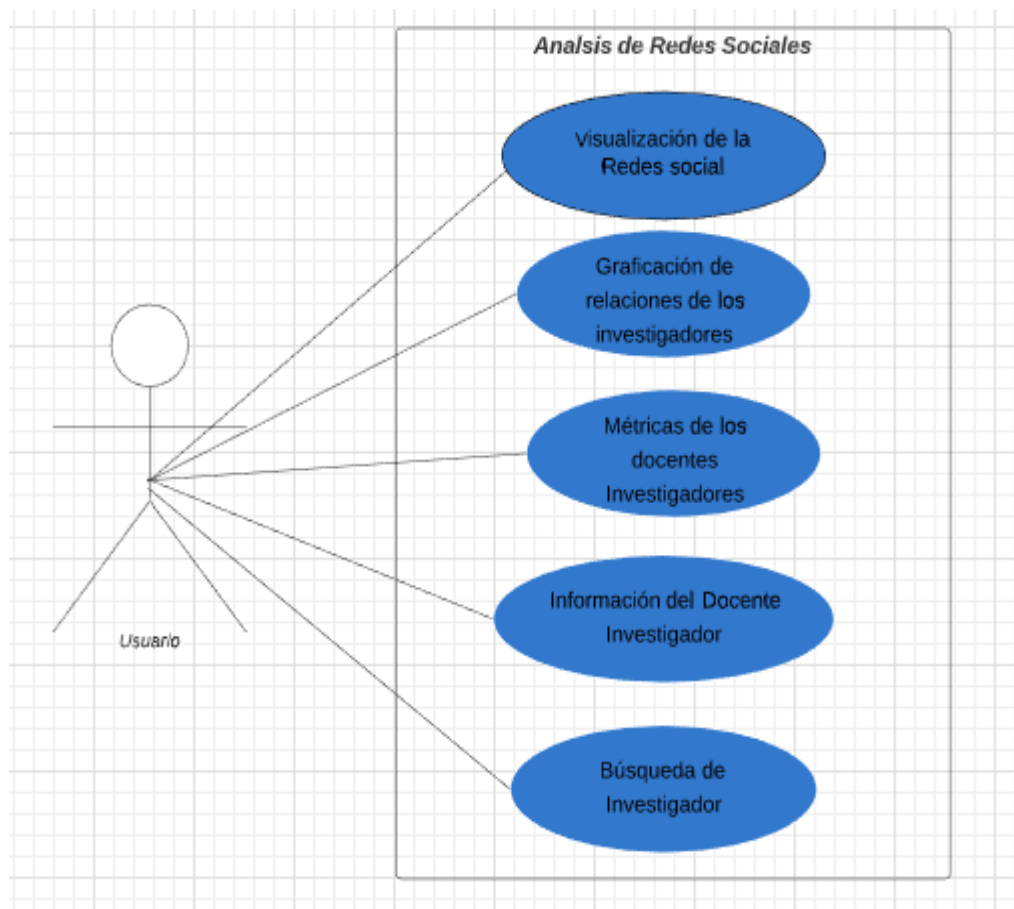 Analsis de Redes Sociales
Visualización de la
Redes social
Graficación de
relaciones de los
investigadores
Métricas de los
docentes
Investigadores
Información del Docente
Investigador
Búsqueda de
Investigador
Usuario